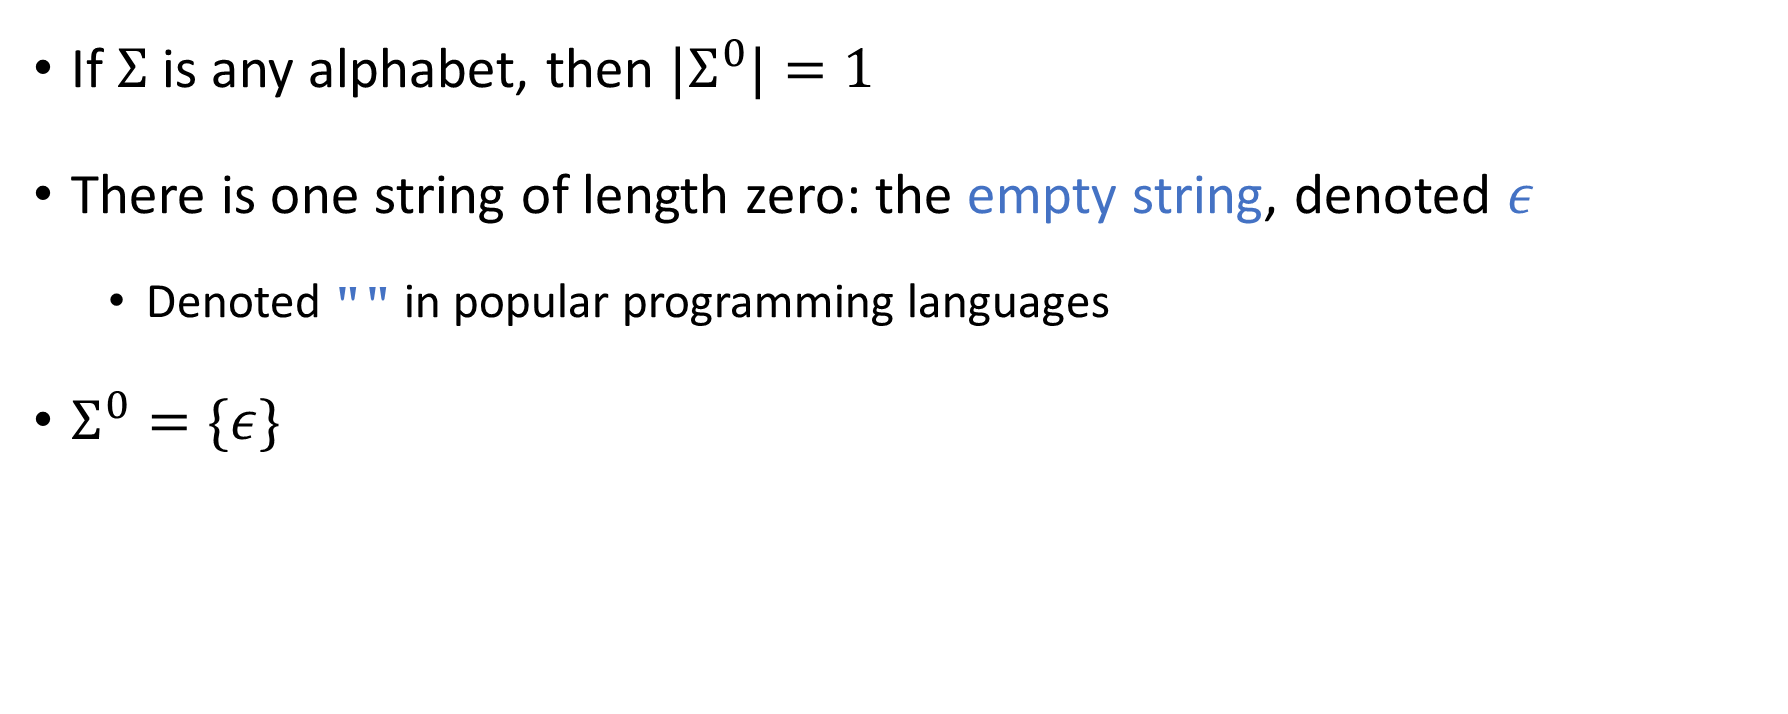 • If Σ is any alphabet, then |Σ⁰| = 1
• There is one string of length zero: the empty string, denoted ϵ
• Denoted "" in popular programming languages
• Σ⁰ = {ϵ}